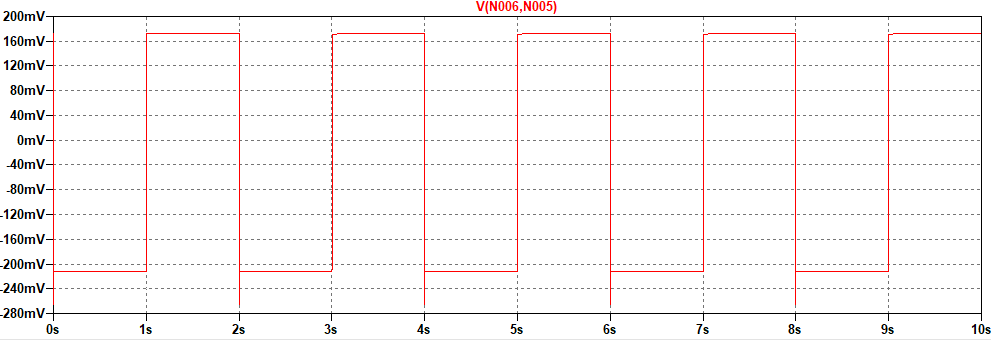 V(N006,N005)
200mV
160mV
120mV
80mV
40mV
0mV
-40mV
-80mV
-120mV
-160mV
-200mV
-240mV
-280mV
0s 1s 2s 3s 4s 5s 6s 7s 8s 9s 10s